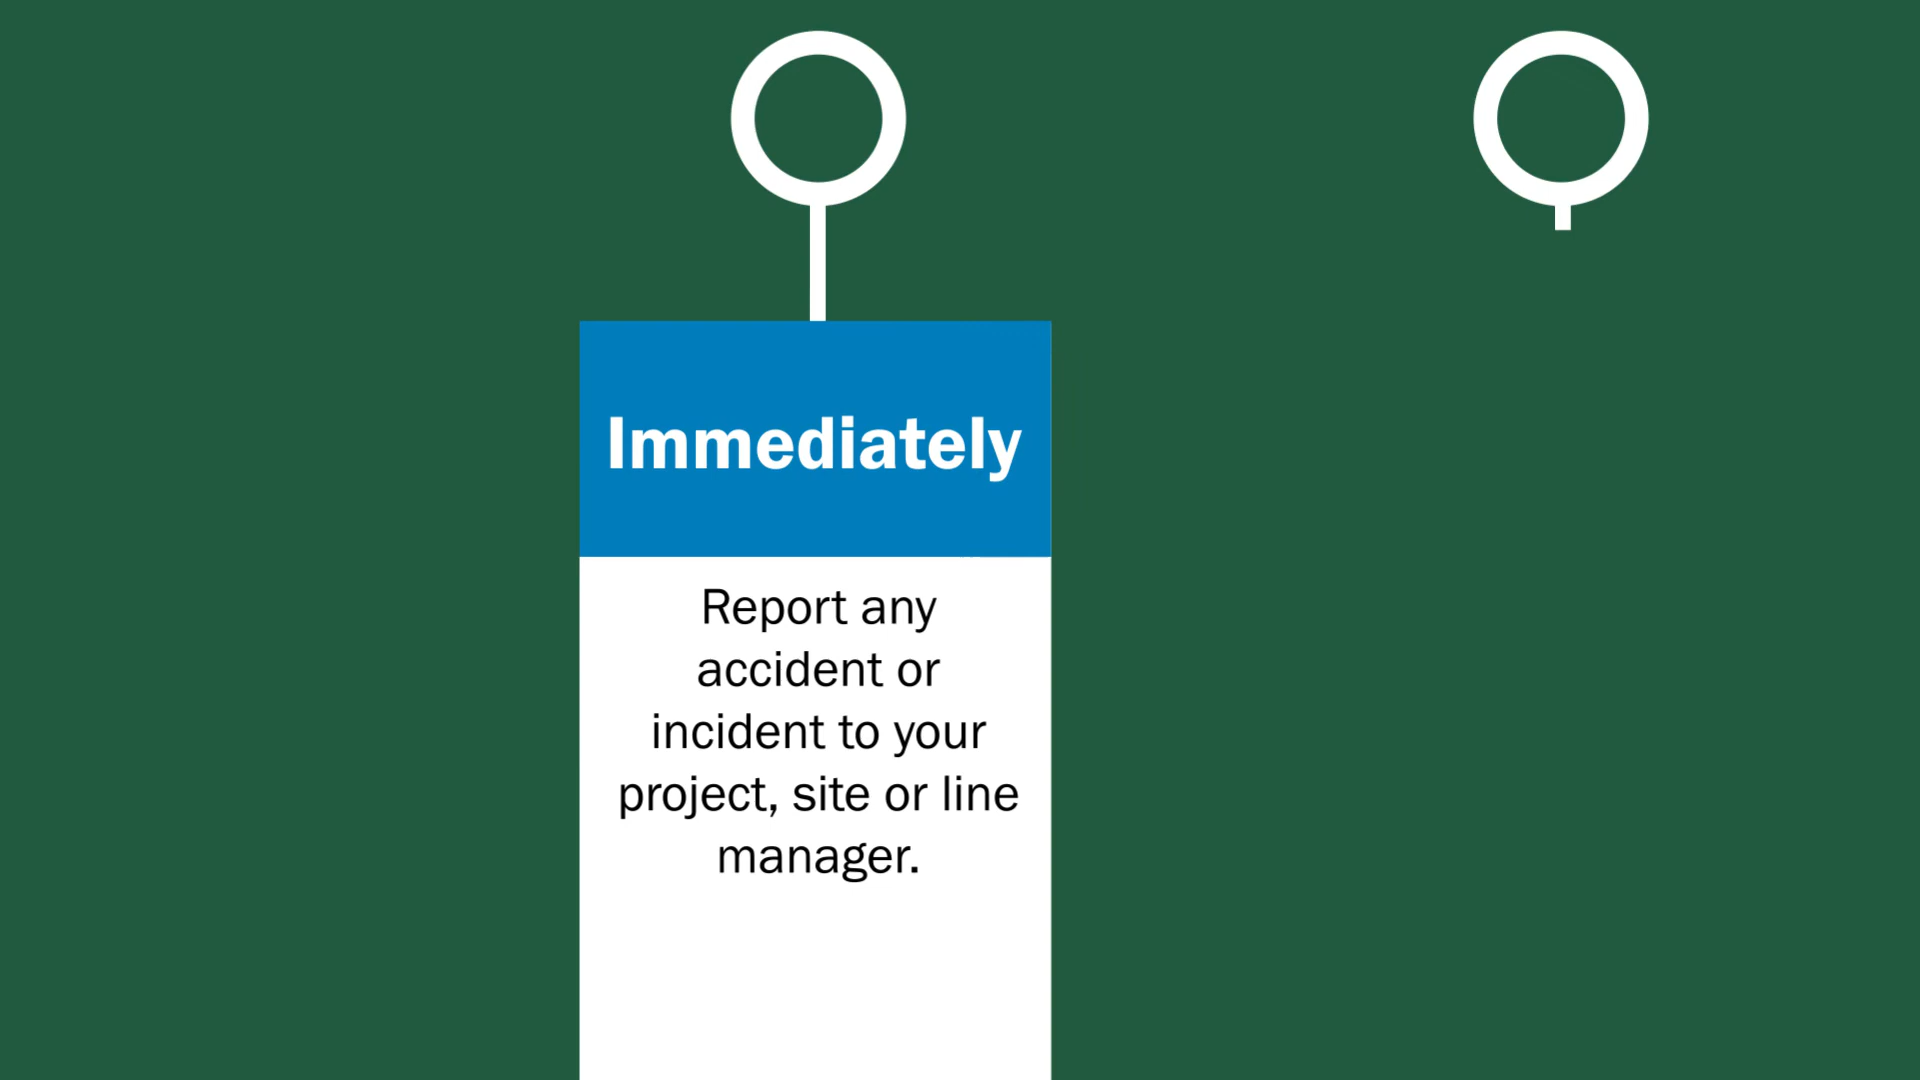 Immediately
Report any
accident or
incident to your
project, site or line
manager.